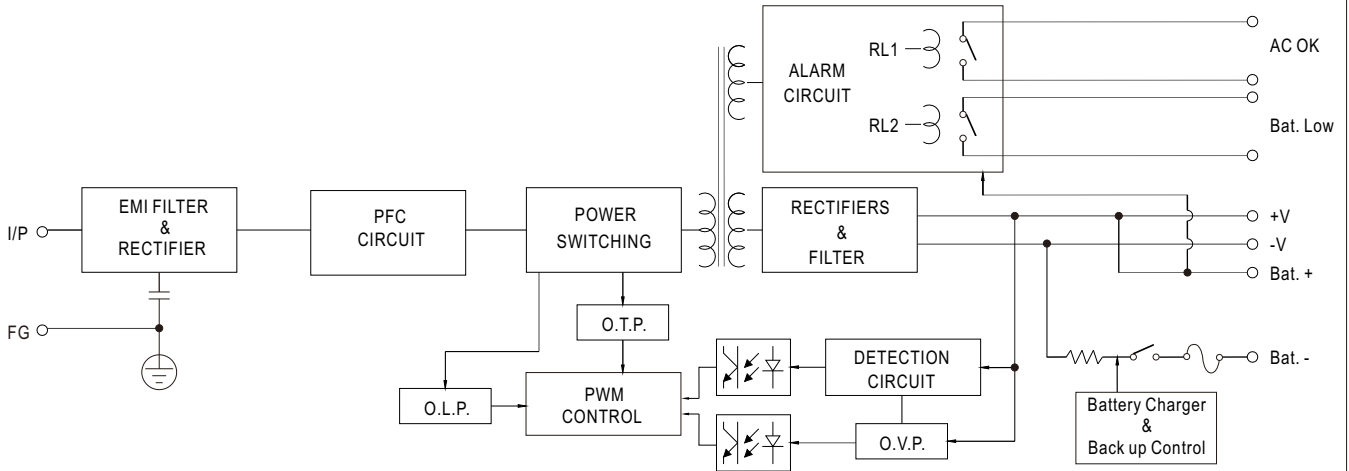 AC OK
RL1
ALARM
CIRCUIT
RL2
Bat. Low
EMI FILTER
&
RECTIFIER
PFC
CIRCUIT
POWER
SWITCHING
RECTIFIERS
&
FILTER
I/P
+V
-V
Bat. +
FG
O.T.P.
DETECTION
CIRCUIT
Bat. -
O.L.P.
PWM
CONTROL
O.V.P.
Battery Charger
&
Back up Control